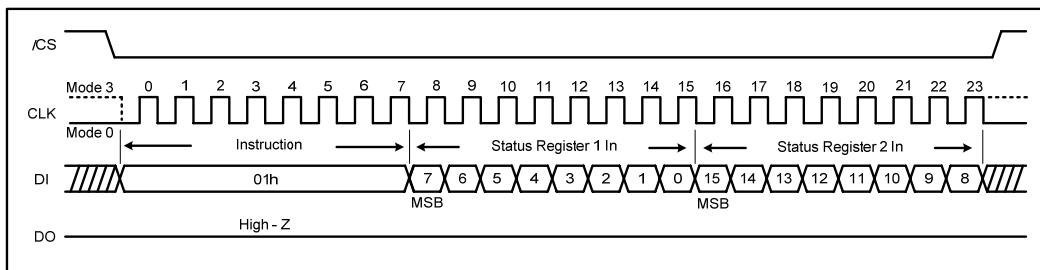 /CS
Mode 3 0 1 2 3 4 5 6 7 8 9 10 11 12 13 14 15 16 17 18 19 20 21 22 23
CLK
Mode 0
Instruction Status Register 1 In Status Register 2 In
DI 01h 7 6 5 4 3 2 1 0 15 14 13 12 11 10 9 8
MSB MSB
High - Z
DO